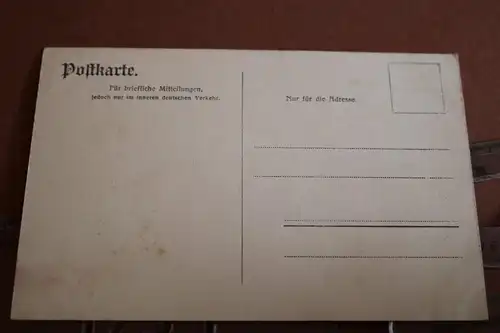 Postkarte.
Für briefliche Mitteilungen,
jedoch nur im inneren deutschen Verkehr.
Nur für die Adresse.